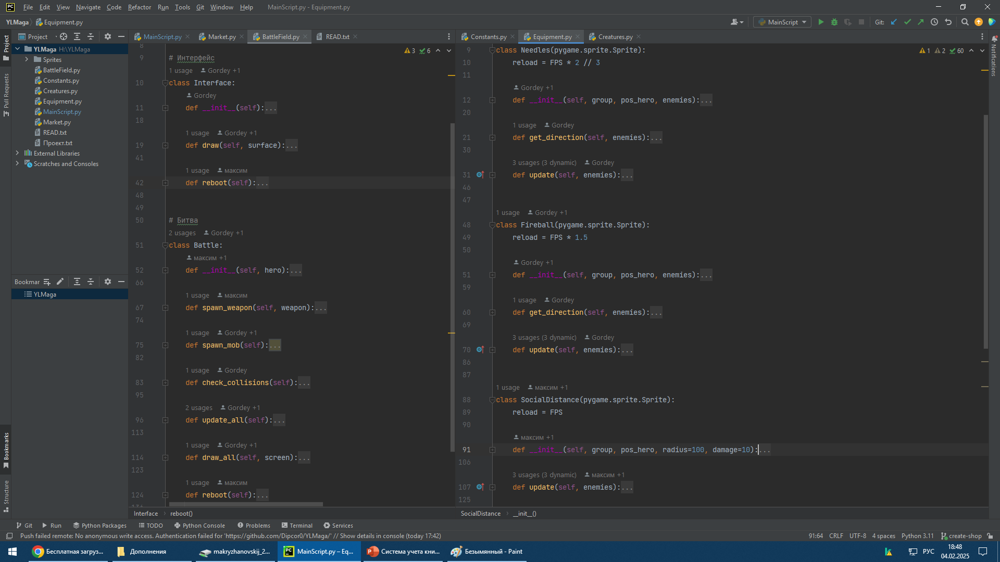 File Edit View Navigate Code Refactor Run Tools Git Window Help MainScript.py - Equipment.py
YLMaga Equipment.py MainScript Git:
Project
MainScript.py Market.py BattleField.py READ.txt
Constants.py Equipment.py Creatures.py
Project
Pull Requests
Bookmarks
Structure
Notifications
YLMaga H:\YLMaga
Sprites
BattleField.py
Constants.py
Creatures.py
Equipment.py
MainScript.py
Market.py
READ.txt
Проект.txt
External Libraries
Scratches and Consoles
Bookmar
YLMaga
3 6
8
9 # Интерфейс
1 usage Gordey +1
10 class Interface:
Gordey
11 def __init__(self):...
18
1 usage Gordey +1
19 def draw(self, surface):...
41
1 usage максим
42 def reboot(self):...
48
49
50 # Битва
2 usages Gordey +1
51 class Battle:
максим +1
52 def __init__(self, hero):...
66
1 usage максим
67 def spawn_weapon(self, weapon):...
74
1 usage Gordey +1
75 def spawn_mob(self):...
82
1 usage Gordey
83 def check_collisions(self):...
95
2 usages Gordey +1
96 def update_all(self):...
113
1 usage Gordey +1
114 def draw_all(self, screen):...
123
1 usage максим
124 def reboot(self):...
Interface reboot()
1 2 60
9 class Needles(pygame.sprite.Sprite):
10 reload = FPS * 2 // 3
11
Gordey +1
12 def __init__(self, group, pos_hero, enemies):...
20
1 usage Gordey
21 def get_direction(self, enemies):...
30
3 usages (3 dynamic) Gordey
31 def update(self, enemies):...
46
47
1 usage Gordey +1
48 class Fireball(pygame.sprite.Sprite):
49 reload = FPS * 1.5
50
Gordey +1
51 def __init__(self, group, pos_hero, enemies):...
59
1 usage Gordey
60 def get_direction(self, enemies):...
69
3 usages (3 dynamic) Gordey
70 def update(self, enemies):...
86
87
1 usage максим +1
88 class SocialDistance(pygame.sprite.Sprite):
89 reload = FPS
90
максим +1
91 def __init__(self, group, pos_hero, radius=100, damage=10):...
106
3 usages (3 dynamic) максим +1
107 def update(self, enemies):...
125
SocialDistance __init__()
Git Run Python Packages TODO Python Console Problems Terminal Services
Push failed remote: No anonymous write access. Authentication failed for 'https://github.com/Dipcor0/YLMaga/' // Show details in console (today 17:42) 91:64 CRLF UTF-8 4 spaces Python 3.11 create-shop
Бесплатная загруз... Дополнения makryzhanovskij_2... MainScript.py – Eq... Система учета кни... Безымянный - Paint РУС 18:48
04.02.2025